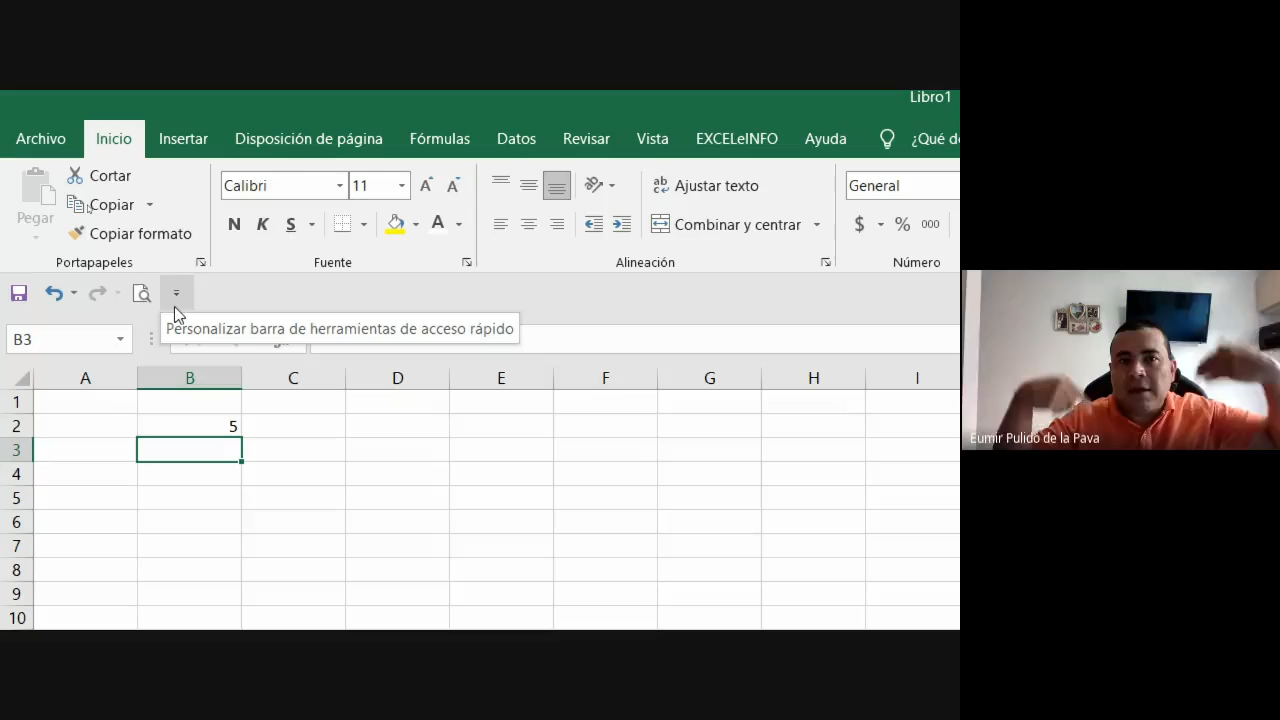 Libro1
Archivo Inicio Insertar Disposición de página Fórmulas Datos Revisar Vista EXCELeINFO Ayuda ¿Qué de
Cortar
Copiar
Copiar formato
Pegar
Portapapeles
Calibri 11
N K S A
Fuente
Ajustar texto
Combinar y centrar
Alineación
General
$ % 000
Número
Personalizar barra de herramientas de acceso rápido
B3
A B C D E F G H I
1
2 5
3
4
5
6
7
8
9
10
Eumir Pulido de la Pava